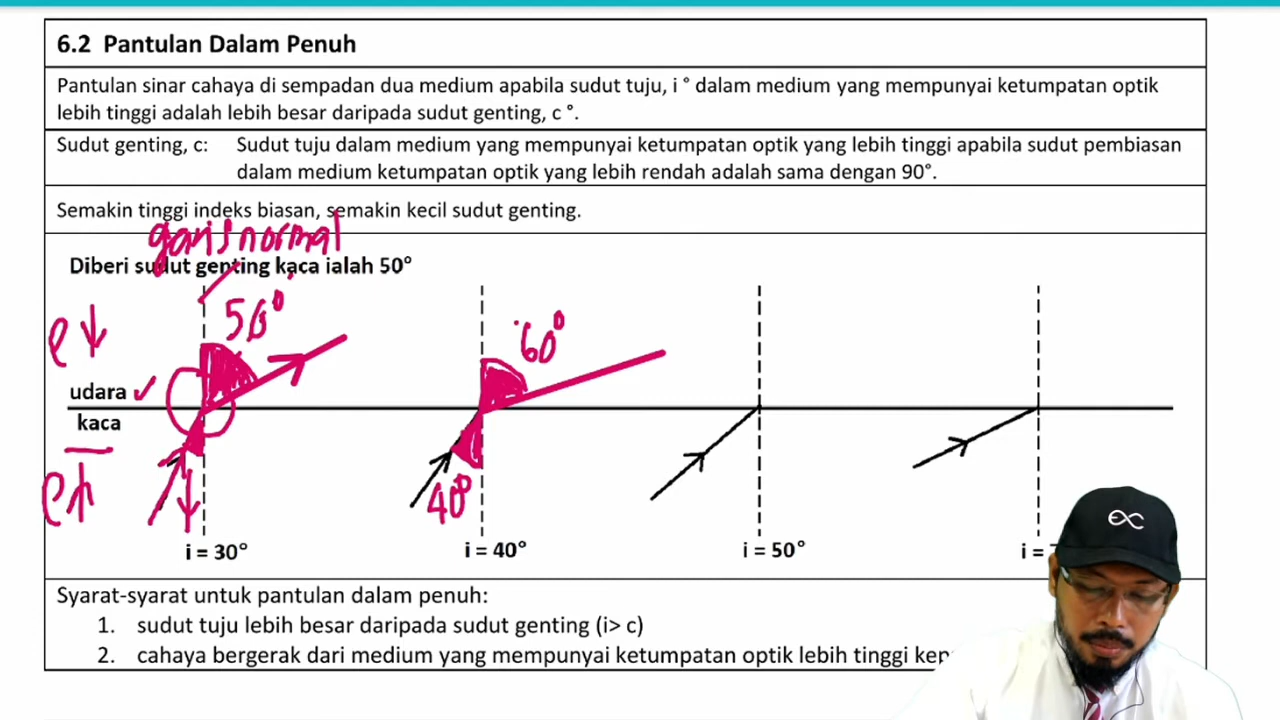 6.2 Pantulan Dalam Penuh
Pantulan sinar cahaya di sempadan dua medium apabila sudut tuju, i ° dalam medium yang mempunyai ketumpatan optik
lebih tinggi adalah lebih besar daripada sudut genting, c °.
Sudut genting, c: Sudut tuju dalam medium yang mempunyai ketumpatan optik yang lebih tinggi apabila sudut pembiasan
dalam medium ketumpatan optik yang lebih rendah adalah sama dengan 90°.
Semakin tinggi indeks biasan, semakin kecil sudut genting.
garis normal
Diberi sudut genting kaca ialah 50°
50°
60°
ρ↓
udara ✓
kaca
ρ↑
40°
i = 30°
i = 40°
i = 50°
i =
Syarat-syarat untuk pantulan dalam penuh:
1. sudut tuju lebih besar daripada sudut genting (i> c)
2. cahaya bergerak dari medium yang mempunyai ketumpatan optik lebih tinggi